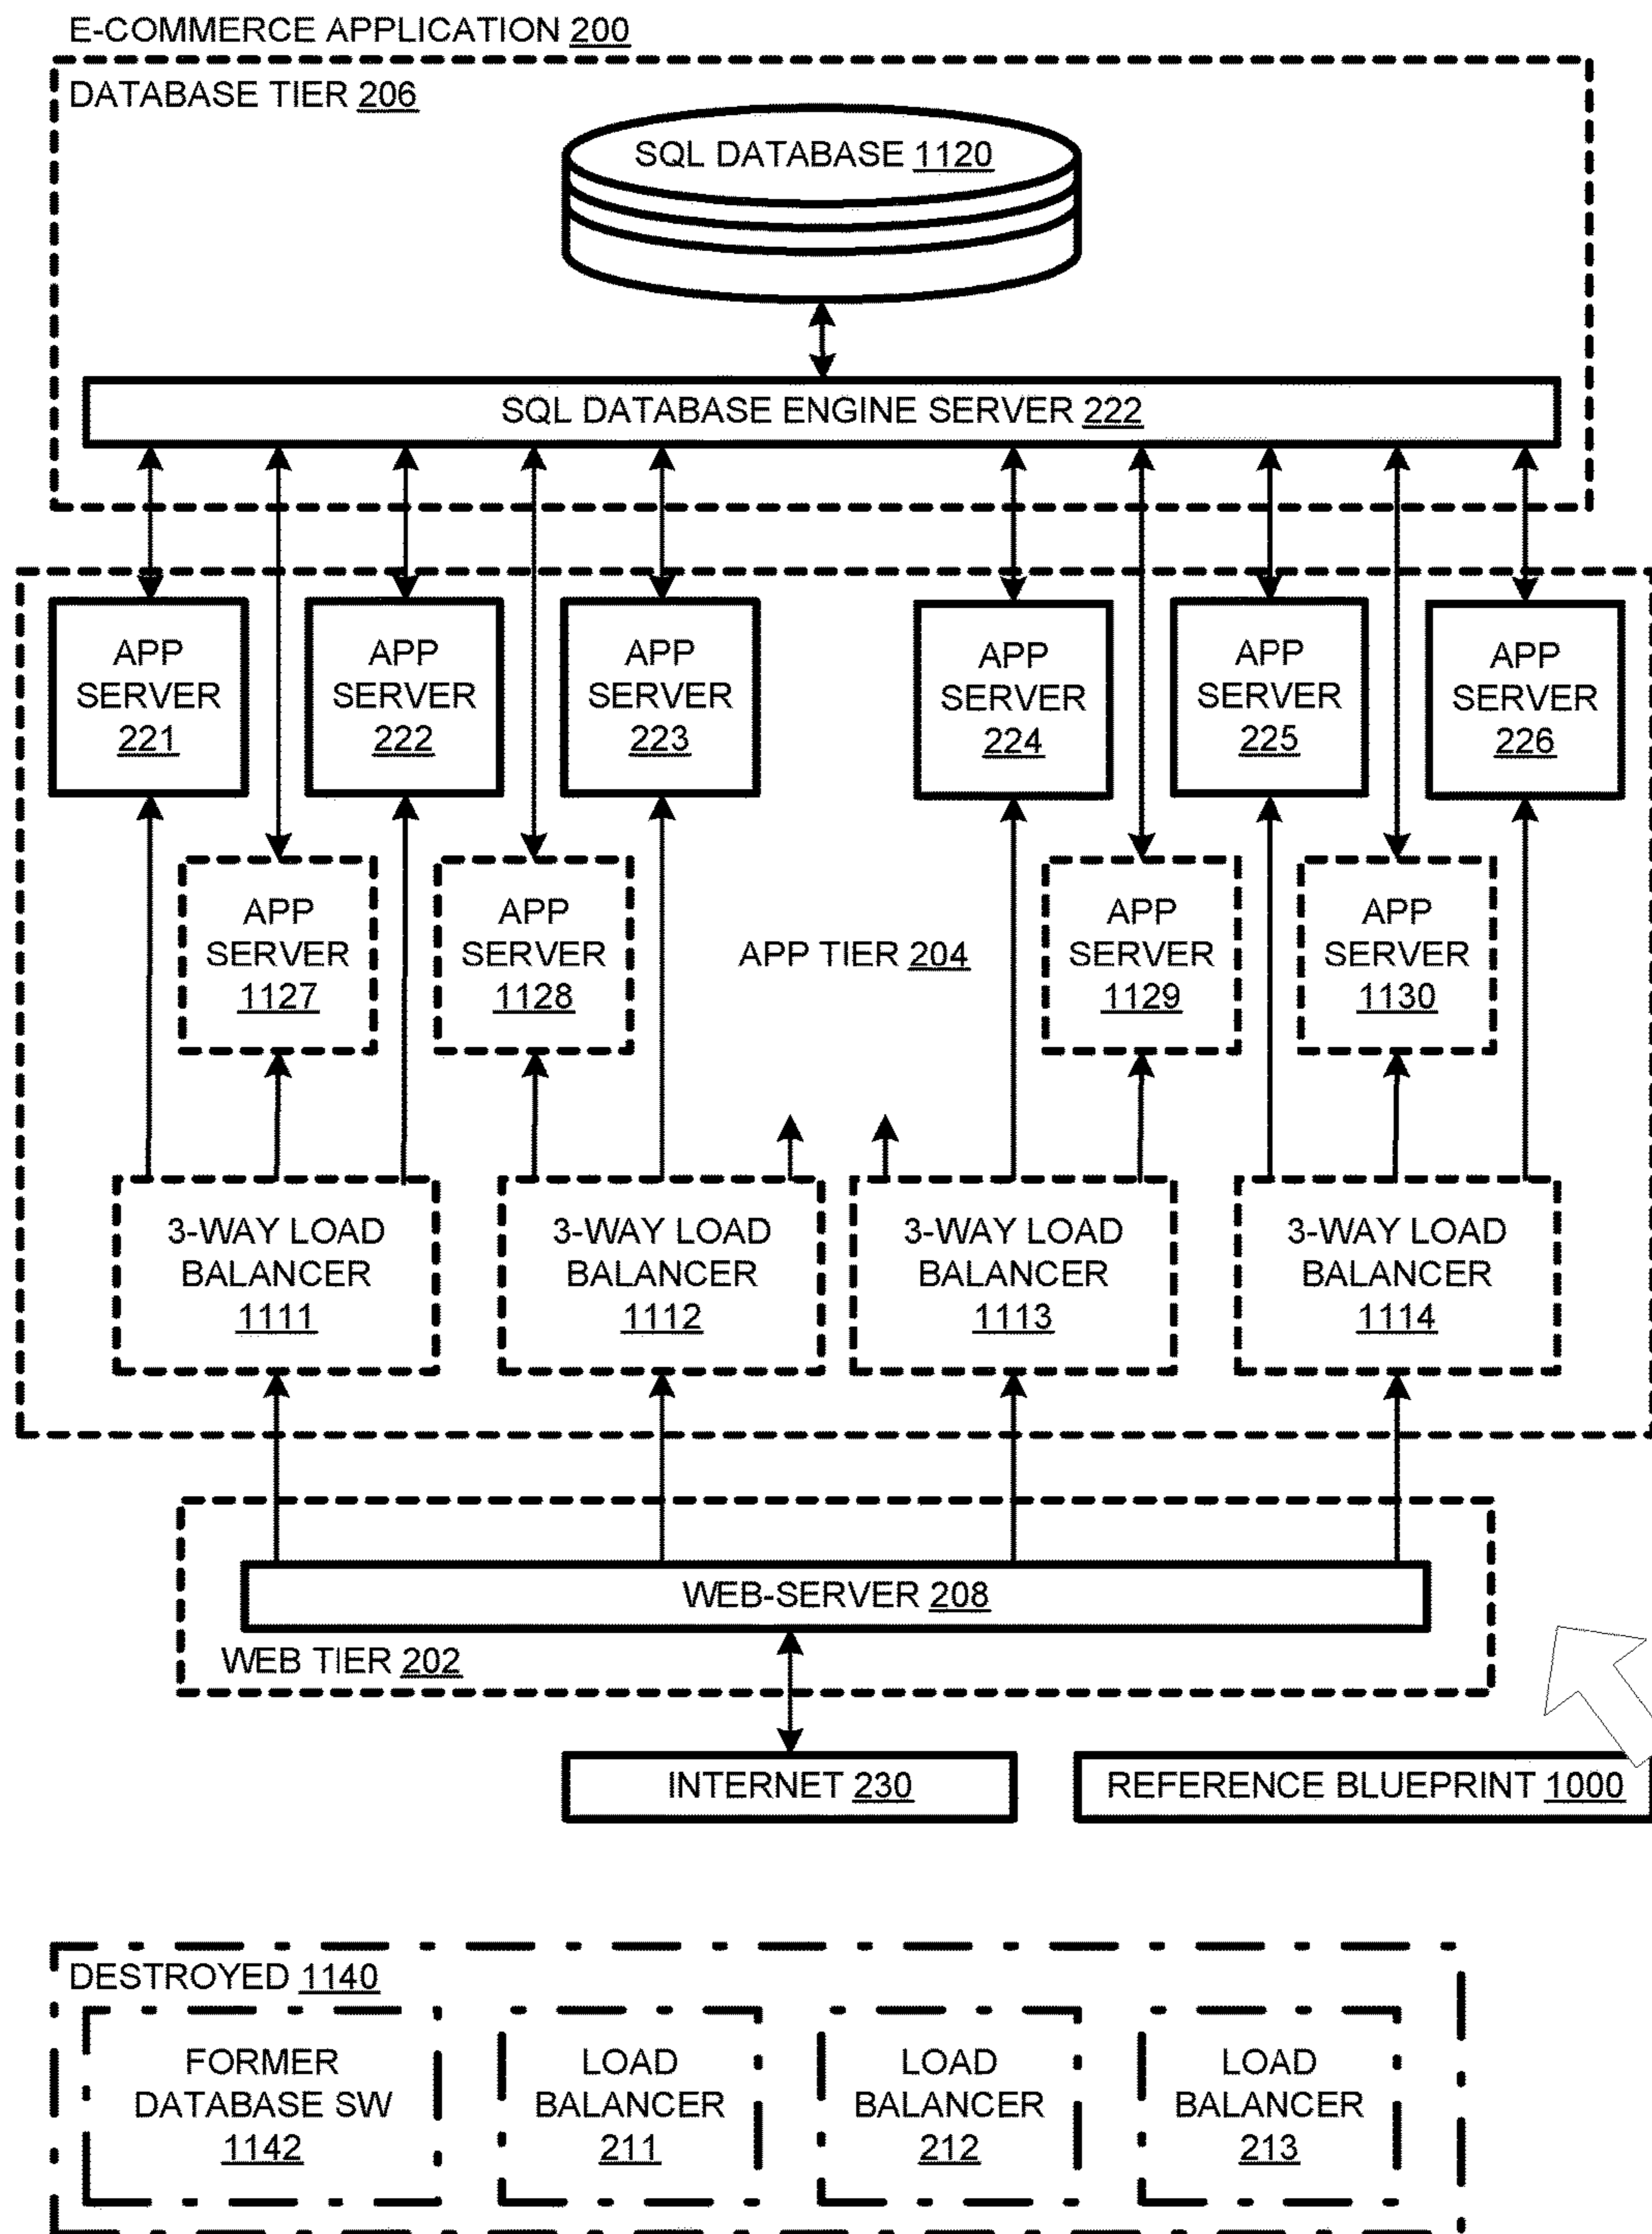 E-COMMERCE APPLICATION 200
DATABASE TIER 206
SQL DATABASE 1120
SQL DATABASE ENGINE SERVER 222
APP
SERVER
221
APP
SERVER
222
APP
SERVER
223
APP
SERVER
224
APP
SERVER
225
APP
SERVER
226
APP
SERVER
1127
APP
SERVER
1128
APP TIER 204
APP
SERVER
1129
APP
SERVER
1130
3-WAY LOAD
BALANCER
1111
3-WAY LOAD
BALANCER
1112
3-WAY LOAD
BALANCER
1113
3-WAY LOAD
BALANCER
1114
WEB-SERVER 208
WEB TIER 202
INTERNET 230
REFERENCE BLUEPRINT 1000
DESTROYED 1140
FORMER
DATABASE SW
1142
LOAD
BALANCER
211
LOAD
BALANCER
212
LOAD
BALANCER
213